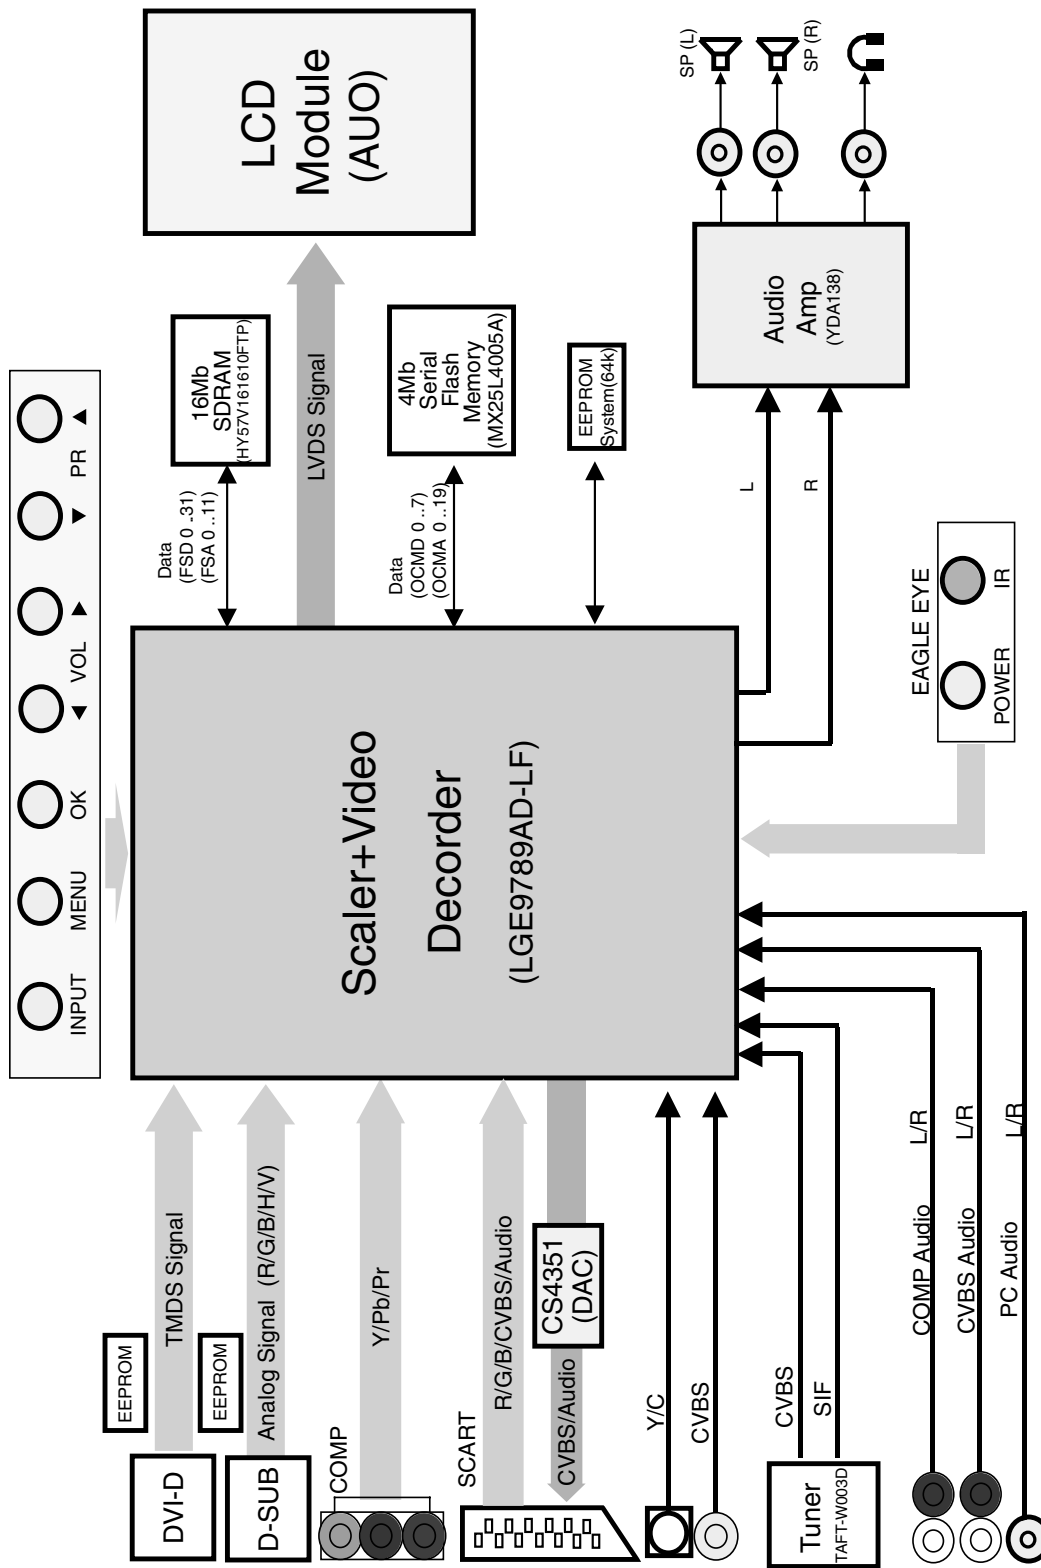 INPUT
MENU
OK
VOL
PR
DVI-D
EEPROM
TMDS Signal
D-SUB
EEPROM
Analog Signal (R/G/B/H/V)
COMP
Y/Pb/Pr
SCART
R/G/B/CVBS/Audio
CVBS/Audio
CS4351
(DAC)
Y/C
CVBS
Tuner
TAFT-W003D
CVBS
SIF
COMP Audio
L/R
CVBS Audio
L/R
PC Audio
L/R
Scaler+Video
Decorder
(LGE9789AD-LF)
Data
(FSD 0 ..31)
(FSA 0 ..11)
16Mb
SDRAM
(HY57V161610FTP)
LVDS Signal
LCD
Module
(AUO)
Data
(OCMD 0 ..7)
(OCMA 0 ..19)
4Mb
Serial
Flash
Memory
(MX25L4005A)
EEPROM
System(64k)
L
R
Audio
Amp
(YDA138)
SP (L)
SP (R)
EAGLE EYE
POWER
IR